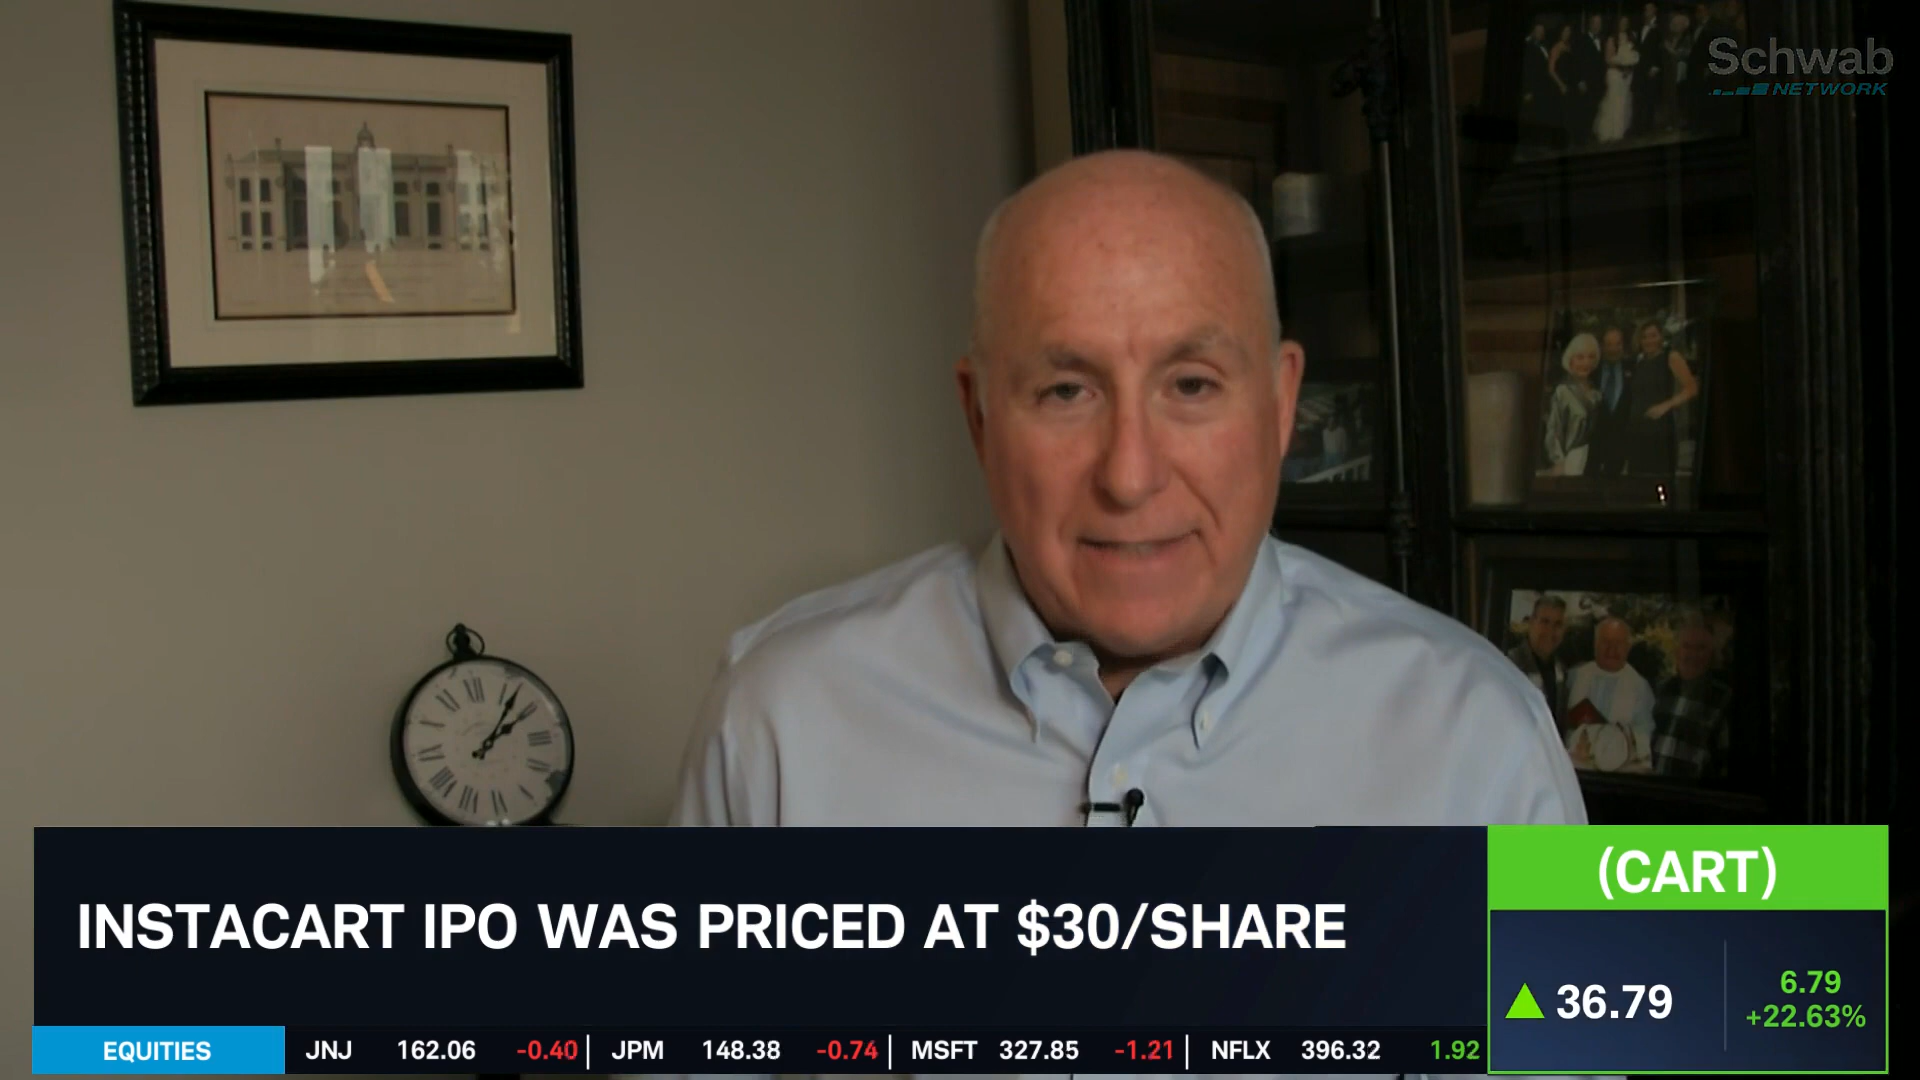 Schwab
NETWORK
INSTACART IPO WAS PRICED AT $30/SHARE
(CART)
36.79
6.79
+22.63%
EQUITIES JNJ 162.06 -0.40 JPM 148.38 -0.74 MSFT 327.85 -1.21 NFLX 396.32 1.92